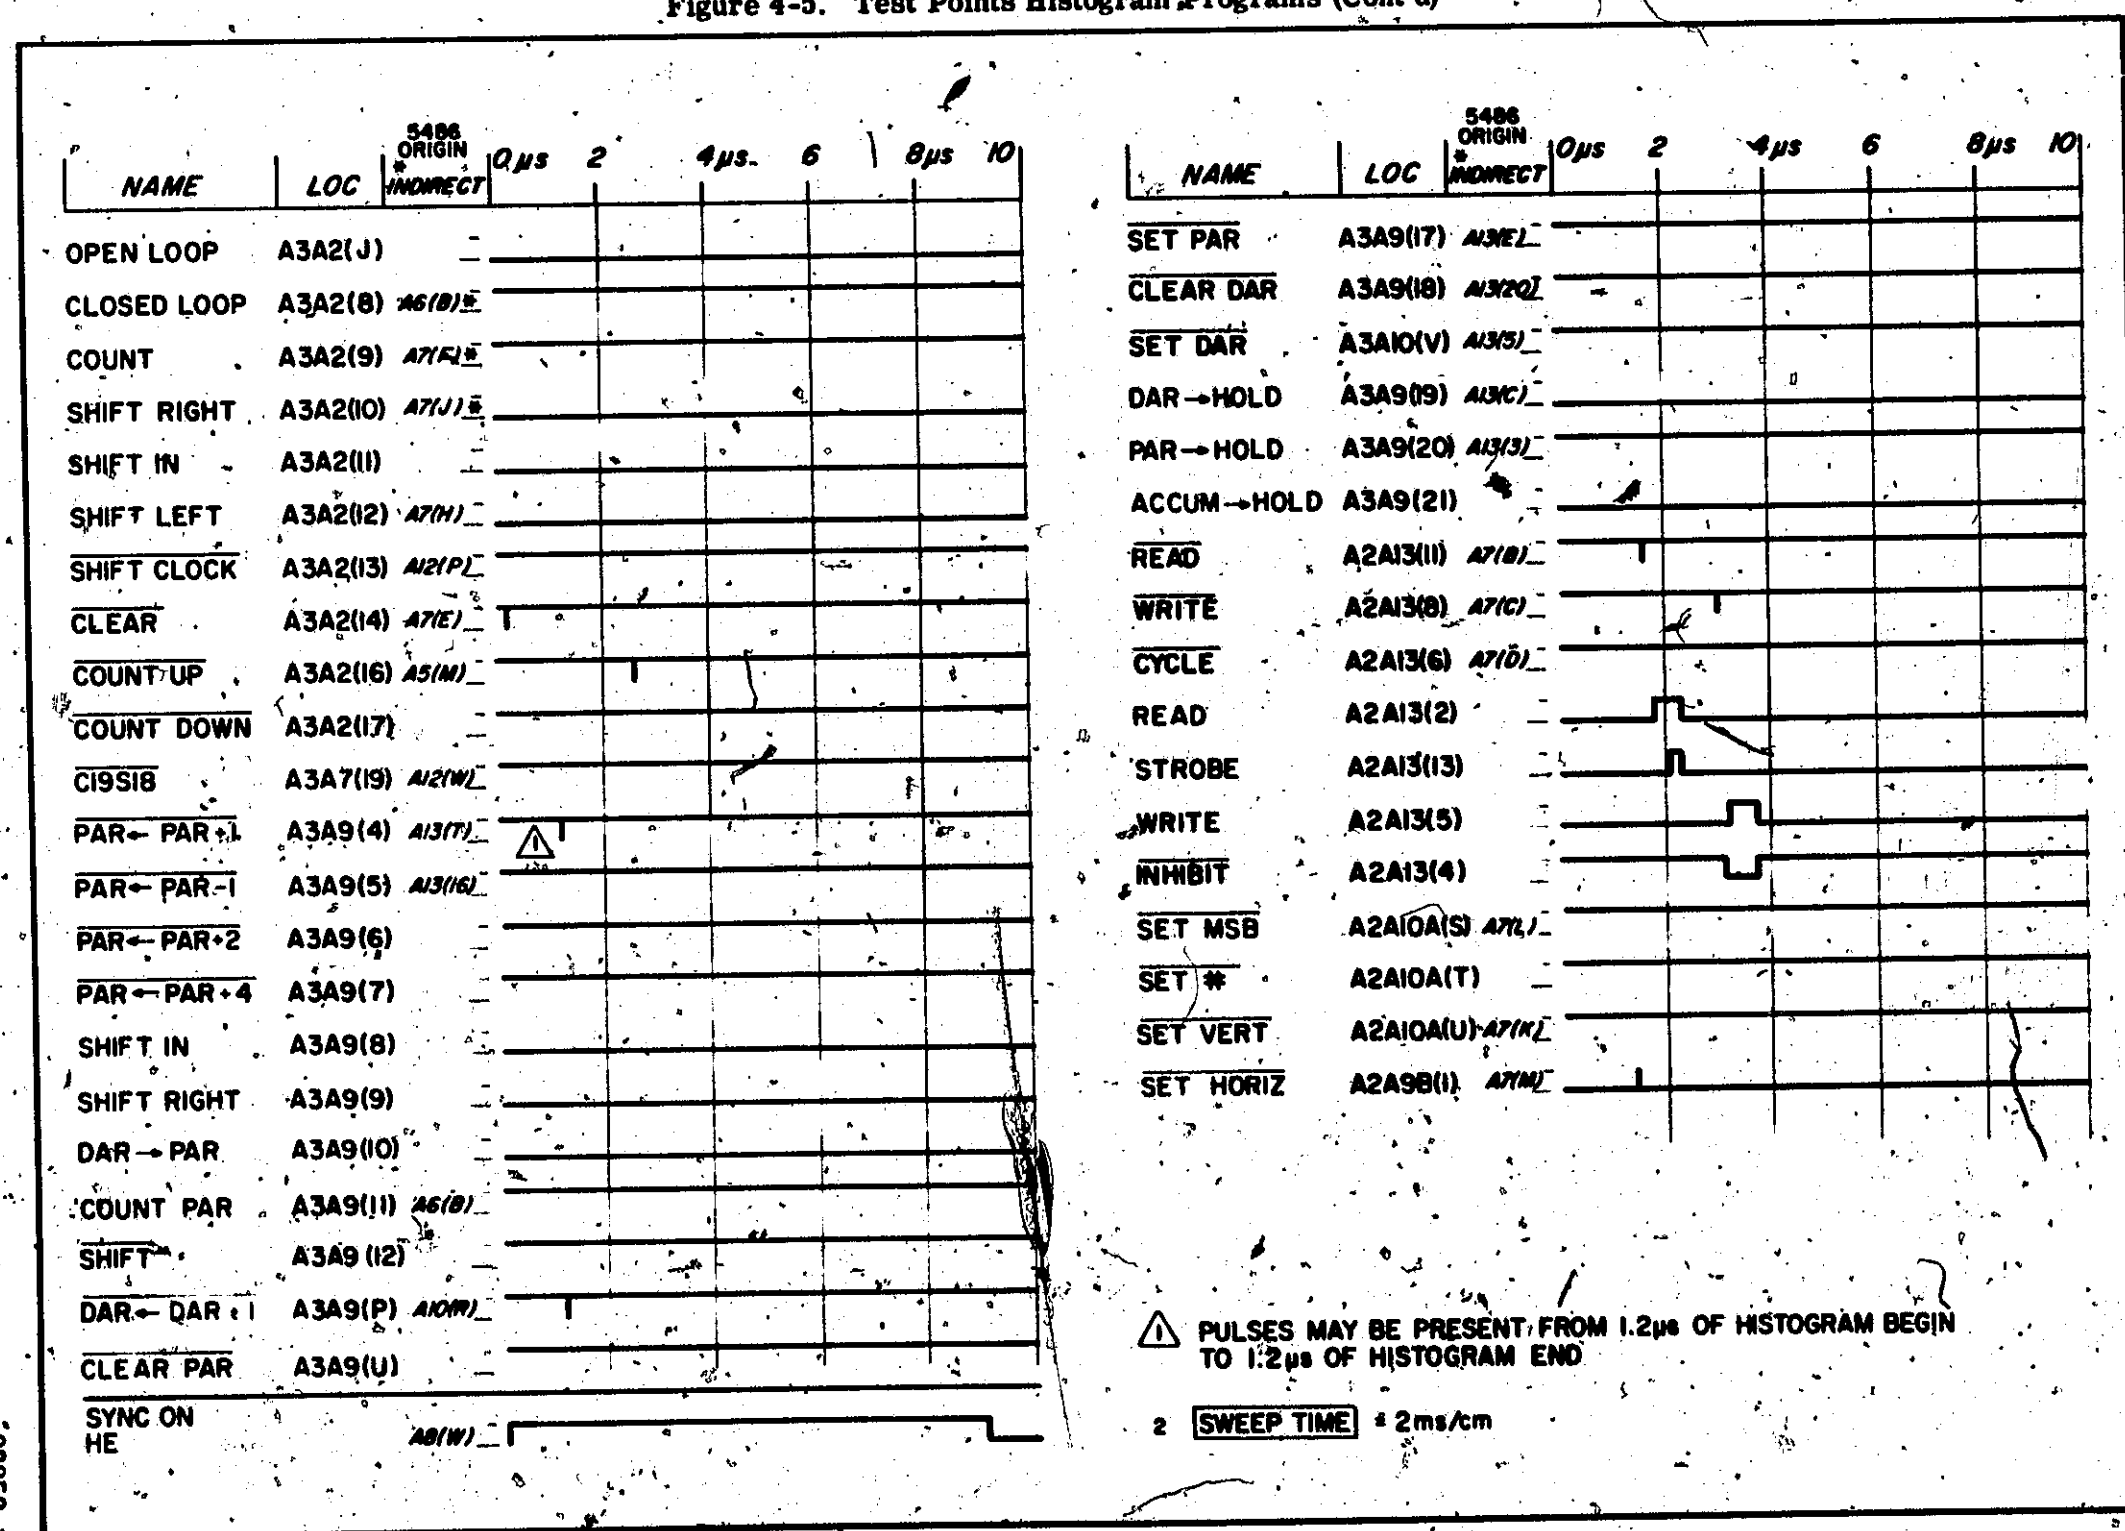 Figure 4-5. Test Points Histogram Programs (Cont'd)
5486
ORIGIN
*
NAME LOC INDIRECT 0μs 2 4μs 6 8μs 10
OPEN LOOP A3A2(J)
CLOSED LOOP A3A2(8) A6(B)*
COUNT A3A2(9) A7(F)*
SHIFT RIGHT A3A2(10) A7(J)*
SHIFT IN A3A2(11)
SHIFT LEFT A3A2(12) A7(H)
SHIFT CLOCK A3A2(13) A12(P)
CLEAR A3A2(14) A7(E)
COUNT UP A3A2(16) A5(M)
COUNT DOWN A3A2(17)
C19S18 A3A7(19) A12(W)
PAR←PAR+1 A3A9(4) A13(T) 1
PAR←PAR-1 A3A9(5) A13(16)
PAR←PAR+2 A3A9(6)
PAR←PAR+4 A3A9(7)
SHIFT IN A3A9(8)
SHIFT RIGHT A3A9(9)
DAR→PAR A3A9(10)
COUNT PAR A3A9(11) A6(B)
SHIFT A3A9(12)
DAR←DAR+1 A3A9(P) A10(R)
CLEAR PAR A3A9(U)
SYNC ON
HE A8(W)
5486
ORIGIN
*
NAME LOC INDIRECT 0μs 2 4μs 6 8μs 10
SET PAR A3A9(17) A13(E)
CLEAR DAR A3A9(18) A13(20)
SET DAR A3A10(V) A13(5)
DAR→HOLD A3A9(19) A13(C)
PAR→HOLD A3A9(20) A13(3)
ACCUM→HOLD A3A9(21)
READ A2A13(11) A7(B)
WRITE A2A13(8) A7(C)
CYCLE A2A13(6) A7(D)
READ A2A13(2)
STROBE A2A13(13)
WRITE A2A13(5)
INHIBIT A2A13(4)
SET MSB A2A10A(S) A7(L)
SET * A2A10A(T)
SET VERT A2A10A(U) A7(K)
SET HORIZ A2A9B(1) A7(M)
1 PULSES MAY BE PRESENT FROM 1.2μs OF HISTOGRAM BEGIN
TO 1.2μs OF HISTOGRAM END
2 SWEEP TIME = 2ms/cm